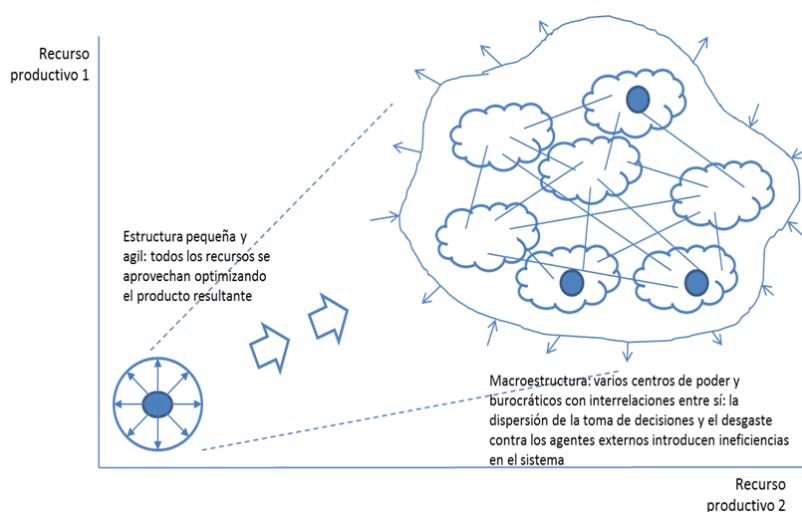 Recurso
productivo 1
Estructura pequeña y
agil: todos los recursos se
aprovechan optimizando
el producto resultante
Macroestructura: varios centros de poder y
burocráticos con interrelaciones entre sí: la
dispersión de la toma de decisiones y el desgaste
contra los agentes externos introducen ineficiencias
en el sistema
Recurso
productivo 2